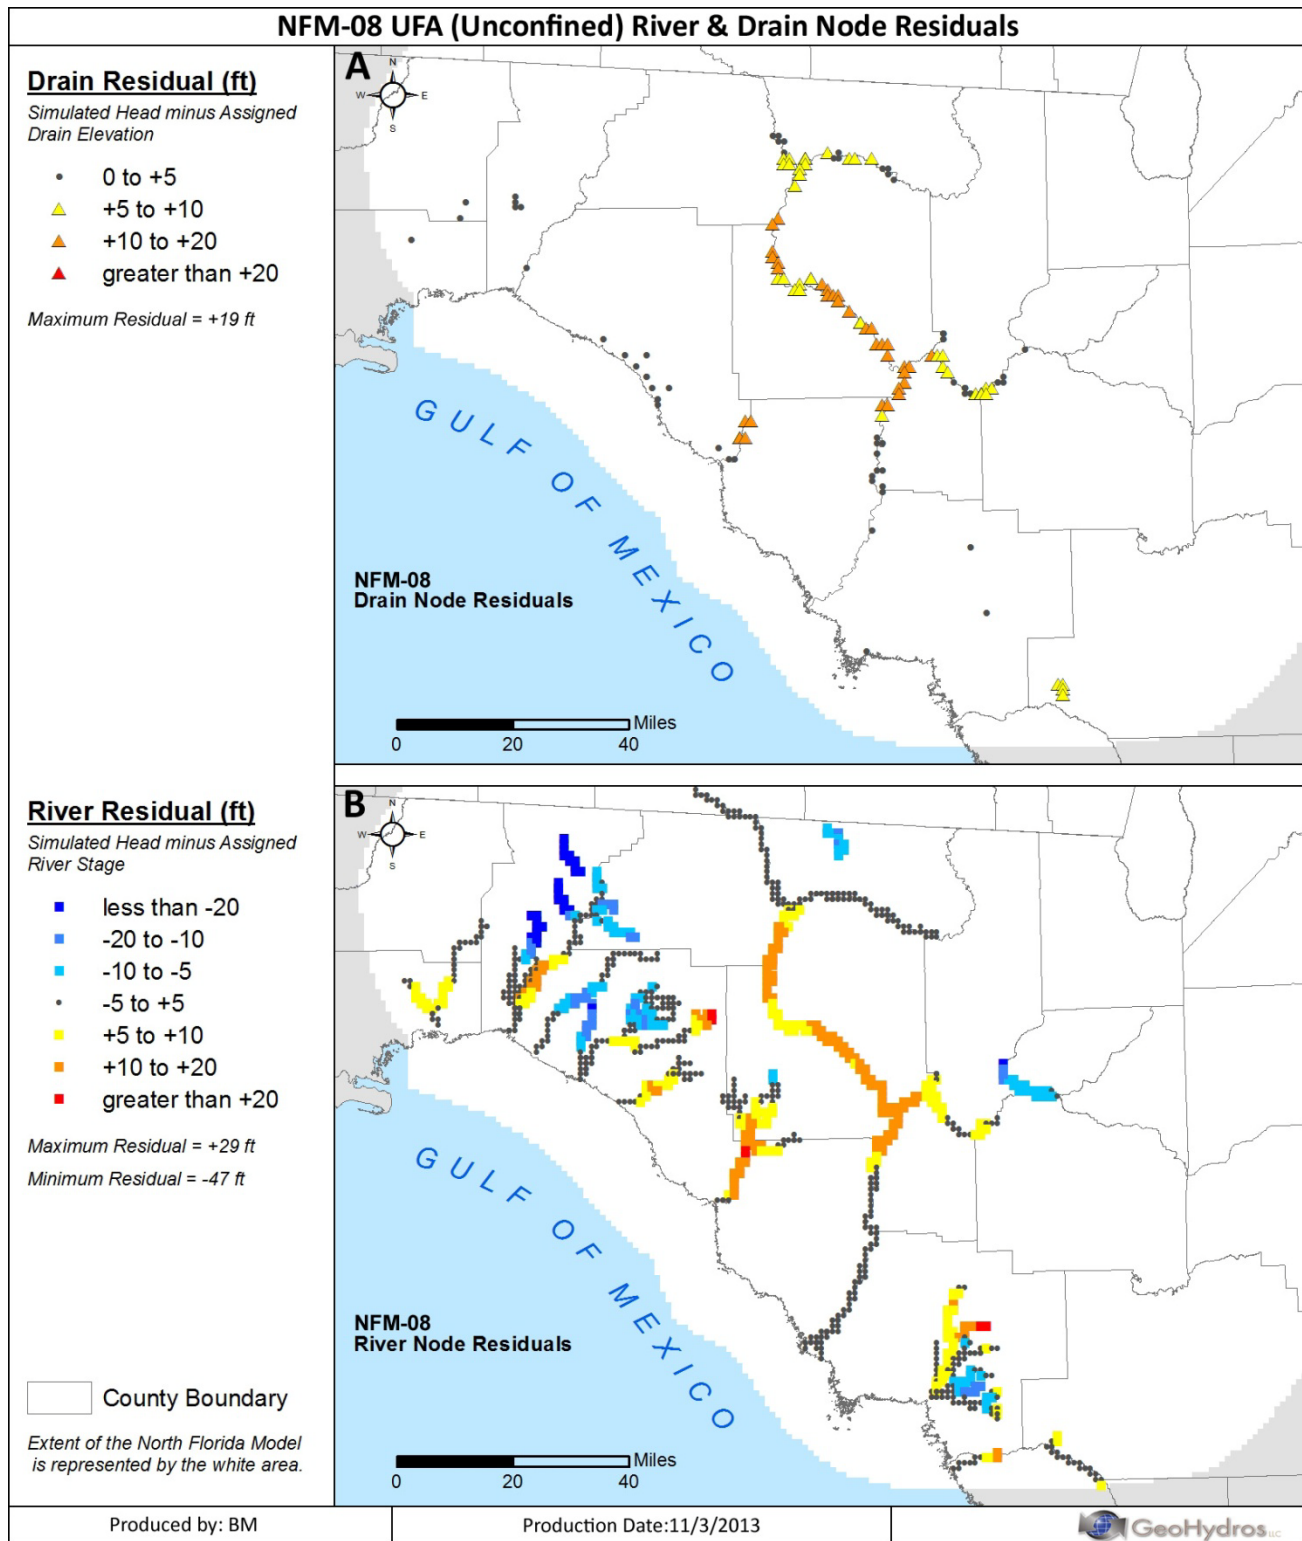 NFM-08 UFA (Unconfined) River & Drain Node Residuals
Drain Residual (ft)
Simulated Head minus Assigned
Drain Elevation
0 to +5
+5 to +10
+10 to +20
greater than +20
Maximum Residual = +19 ft
A
N
W
E
S
GULF OF MEXICO
NFM-08
Drain Node Residuals
Miles
0
20
40
River Residual (ft)
Simulated Head minus Assigned
River Stage
less than -20
-20 to -10
-10 to -5
-5 to +5
+5 to +10
+10 to +20
greater than +20
Maximum Residual = +29 ft
Minimum Residual = -47 ft
County Boundary
Extent of the North Florida Model
is represented by the white area.
B
N
W
E
S
GULF OF MEXICO
NFM-08
River Node Residuals
Miles
0
20
40
Produced by: BM
Production Date:11/3/2013
GeoHydros LLC